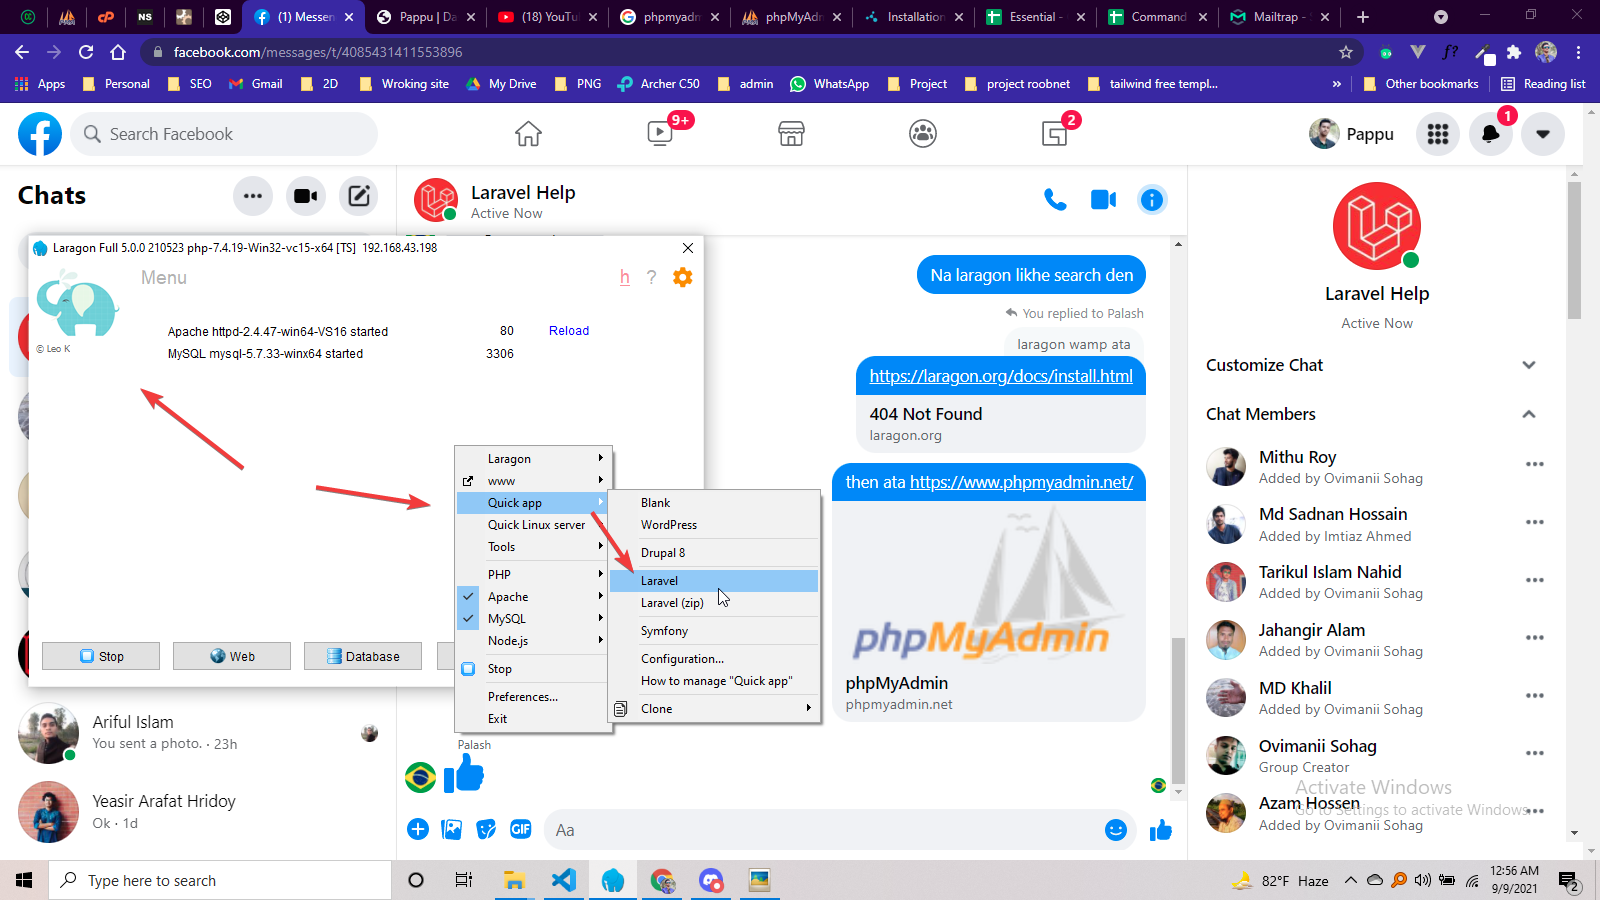 (1) Messen
Pappu | Da
(18) YouTu
phpmyadm
phpMyAdm
Installation
Essential -
Command
Mailtrap -
facebook.com/messages/t/4085431411553896
f?
Apps
Personal
SEO
Gmail
2D
Wroking site
My Drive
PNG
Archer C50
admin
WhatsApp
Project
project roobnet
tailwind free templ...
»
Other bookmarks
Reading list
Search Facebook
9+
2
Pappu
1
Chats
Laravel Help
Active Now
Laragon Full 5.0.0 210523 php-7.4.19-Win32-vc15-x64 [TS] 192.168.43.198
Menu
h ?
Apache httpd-2.4.47-win64-VS16 started 80 Reload
MySQL mysql-5.7.33-winx64 started 3306
© Leo K
Stop
Web
Database
Laragon
www
Quick app
Quick Linux server
Tools
PHP
Apache
MySQL
Node.js
Stop
Preferences...
Exit
Blank
WordPress
Drupal 8
Laravel
Laravel (zip)
Symfony
Configuration...
How to manage "Quick app"
Clone
Ariful Islam
You sent a photo. · 23h
Yeasir Arafat Hridoy
Ok · 1d
Na laragon likhe search den
You replied to Palash
laragon wamp ata
https://laragon.org/docs/install.html
404 Not Found
laragon.org
then ata https://www.phpmyadmin.net/
phpMyAdmin
phpMyAdmin
phpmyadmin.net
Palash
GIF
Aa
Laravel Help
Active Now
Customize Chat
Chat Members
Mithu Roy
Added by Ovimanii Sohag
Md Sadnan Hossain
Added by Imtiaz Ahmed
Tarikul Islam Nahid
Added by Ovimanii Sohag
Jahangir Alam
Added by Ovimanii Sohag
MD Khalil
Added by Ovimanii Sohag
Ovimanii Sohag
Group Creator
Activate Windows
Go to Settings to activate Windows.
Azam Hossen
Added by Ovimanii Sohag
Type here to search
82°F Haze
12:56 AM
9/9/2021
2